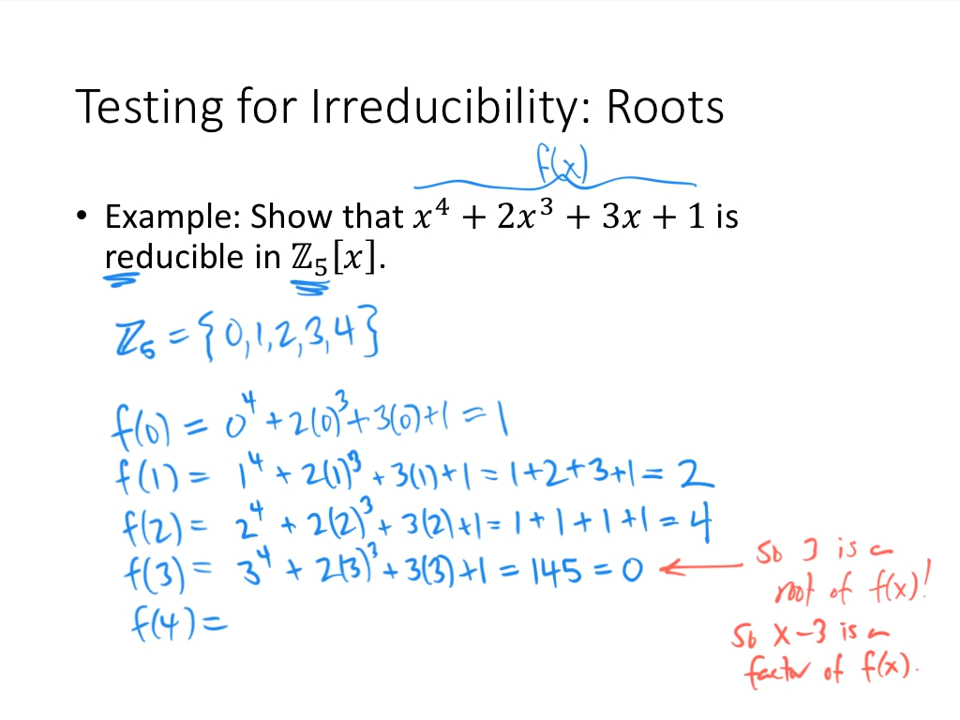 Testing for Irreducibility: Roots
f(x)
• Example: Show that x⁴ + 2x³ + 3x + 1 is
reducible in ℤ₅[x].
ℤ₅ = {0,1,2,3,4}
f(0) = 0⁴ + 2(0)³ + 3(0)+1 = 1
f(1) = 1⁴ + 2(1)³ + 3(1)+1 = 1+2+3+1 = 2
f(2) = 2⁴ + 2(2)³ + 3(2)+1 = 1+1+1+1 = 4
f(3) = 3⁴ + 2(3)³ + 3(3)+1 = 145 = 0
So 3 is a
root of f(x)!
f(4) =
So x-3 is a
factor of f(x).